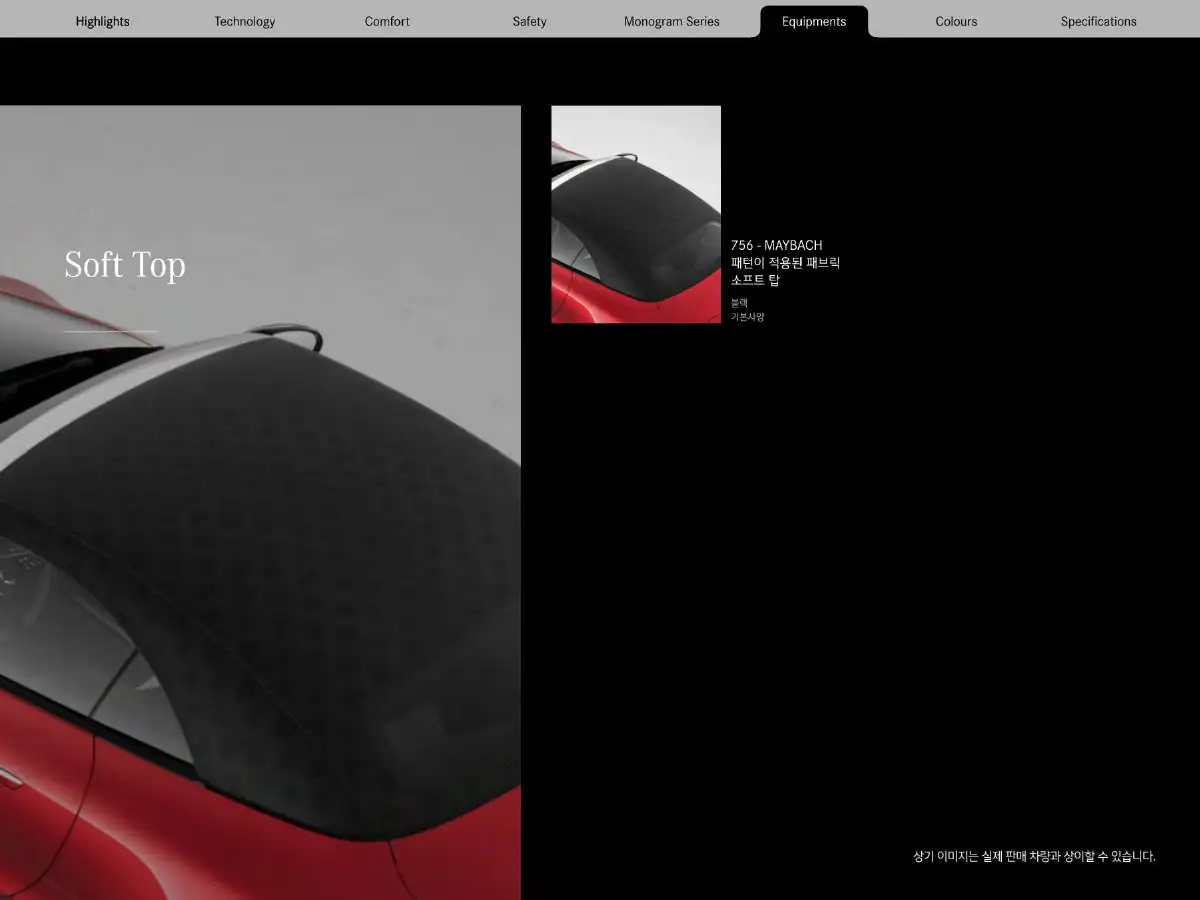 Highlights
Technology
Comfort
Safety
Monogram Series
Equipments
Colours
Specifications
Soft Top
756 - MAYBACH
패턴이 적용된 패브릭
소프트 탑
블랙
기본사양
상기 이미지는 실제 판매 차량과 상이할 수 있습니다.